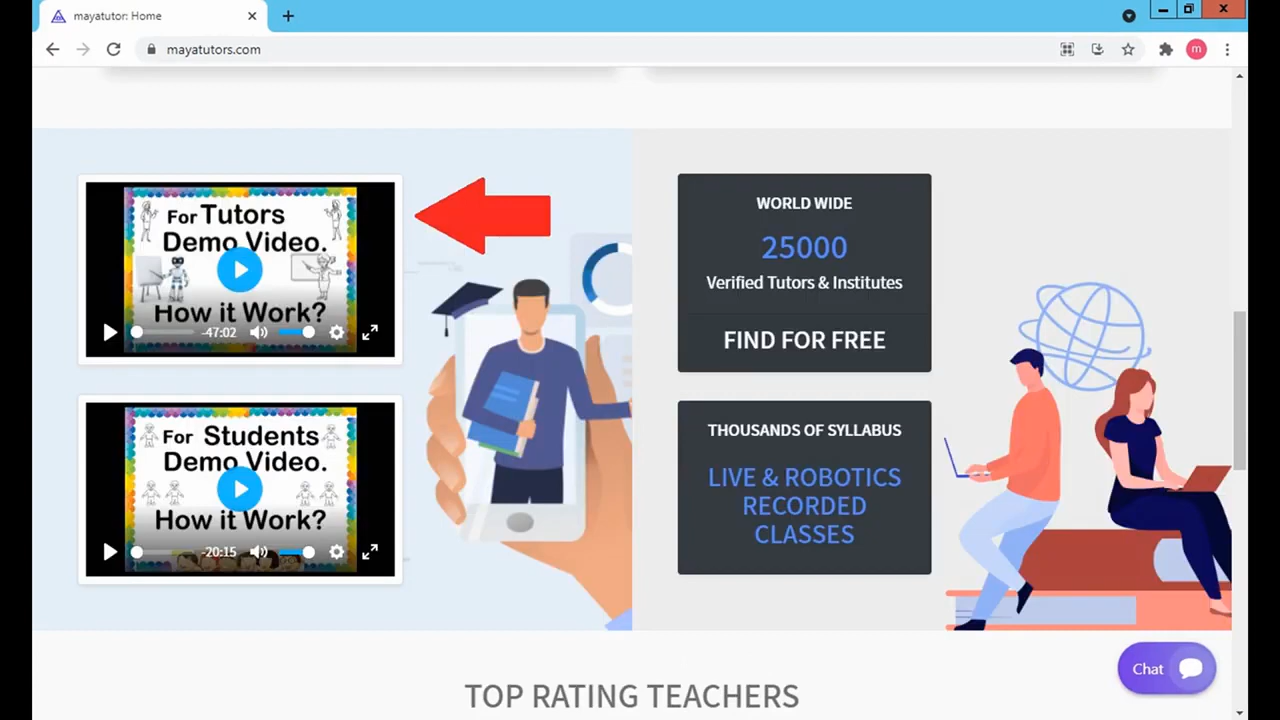 mayatutor: Home
mayatutors.com
m
For Tutors
Demo Video.
How it Work?
-47:02
For Students
Demo Video.
How it Work?
-20:15
WORLD WIDE
25000
Verified Tutors & Institutes
FIND FOR FREE
THOUSANDS OF SYLLABUS
LIVE & ROBOTICS
RECORDED
CLASSES
Chat
TOP RATING TEACHERS